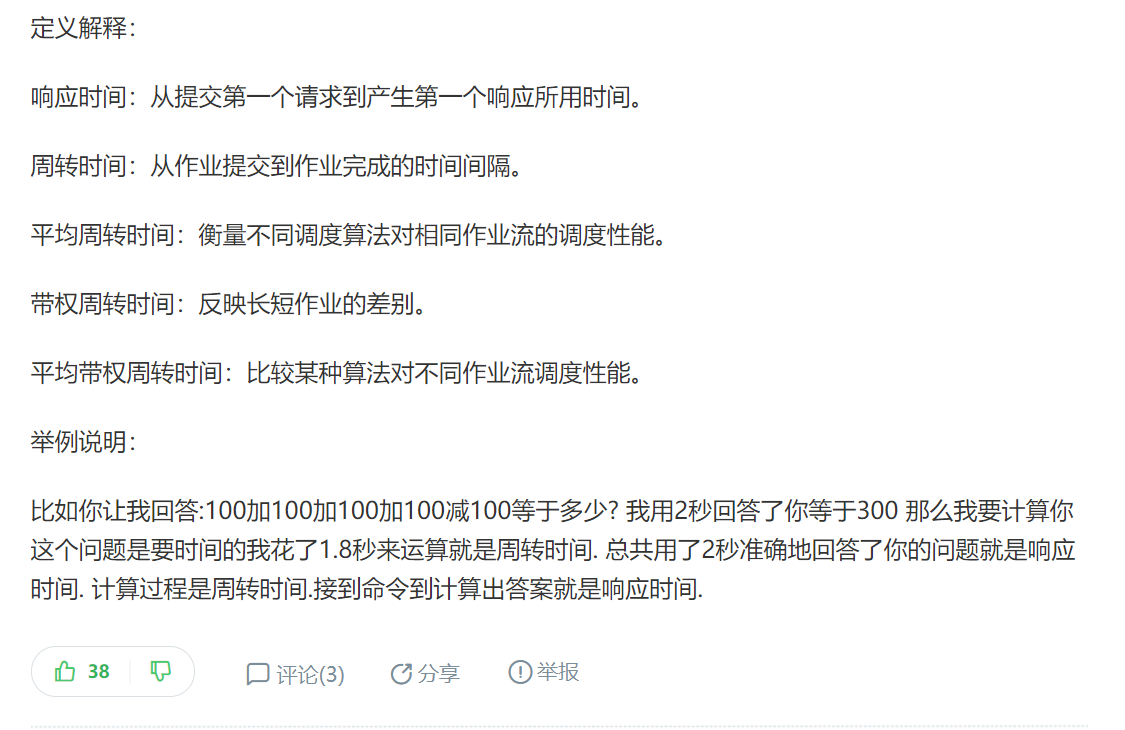 定义解释：
响应时间：从提交第一个请求到产生第一个响应所用时间。
周转时间：从作业提交到作业完成的时间间隔。
平均周转时间：衡量不同调度算法对相同作业流的调度性能。
带权周转时间：反映长短作业的差别。
平均带权周转时间：比较某种算法对不同作业流调度性能。
举例说明：
比如你让我回答:100加100加100加100减100等于多少? 我用2秒回答了你等于300 那么我要计算你
这个问题是要时间的我花了1.8秒来运算就是周转时间. 总共用了2秒准确地回答了你的问题就是响应
时间. 计算过程是周转时间.接到命令到计算出答案就是响应时间.
38 评论(3) 分享 举报